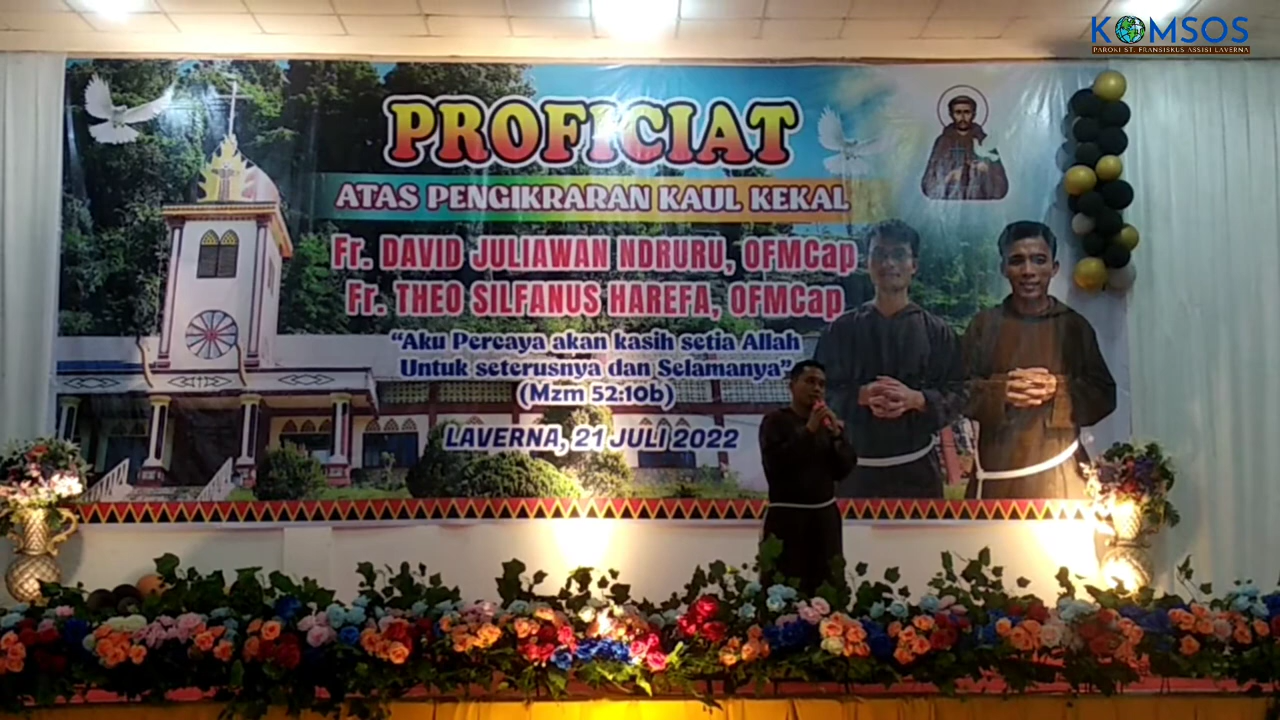 KOMSOS
PAROKI ST. FRANSISKUS ASSISI LAVERNA
PROFICIAT
ATAS PENGIKRARAN KAUL KEKAL
Fr. DAVID JULIAWAN NDRURU, OFMCap
Fr. THEO SILFANUS HAREFA, OFMCap
"Aku Percaya akan kasih setia Allah
Untuk seterusnya dan Selamanya"
(Mzm 52:10b)
LAVERNA, 21 JULI 2022